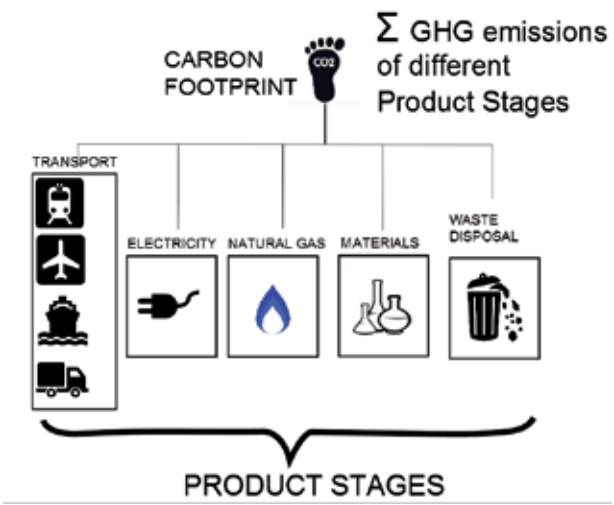 Σ GHG emissions
of different
Product Stages
CARBON
FOOTPRINT
CO2
TRANSPORT
ELECTRICITY
NATURAL GAS
MATERIALS
WASTE
DISPOSAL
PRODUCT STAGES